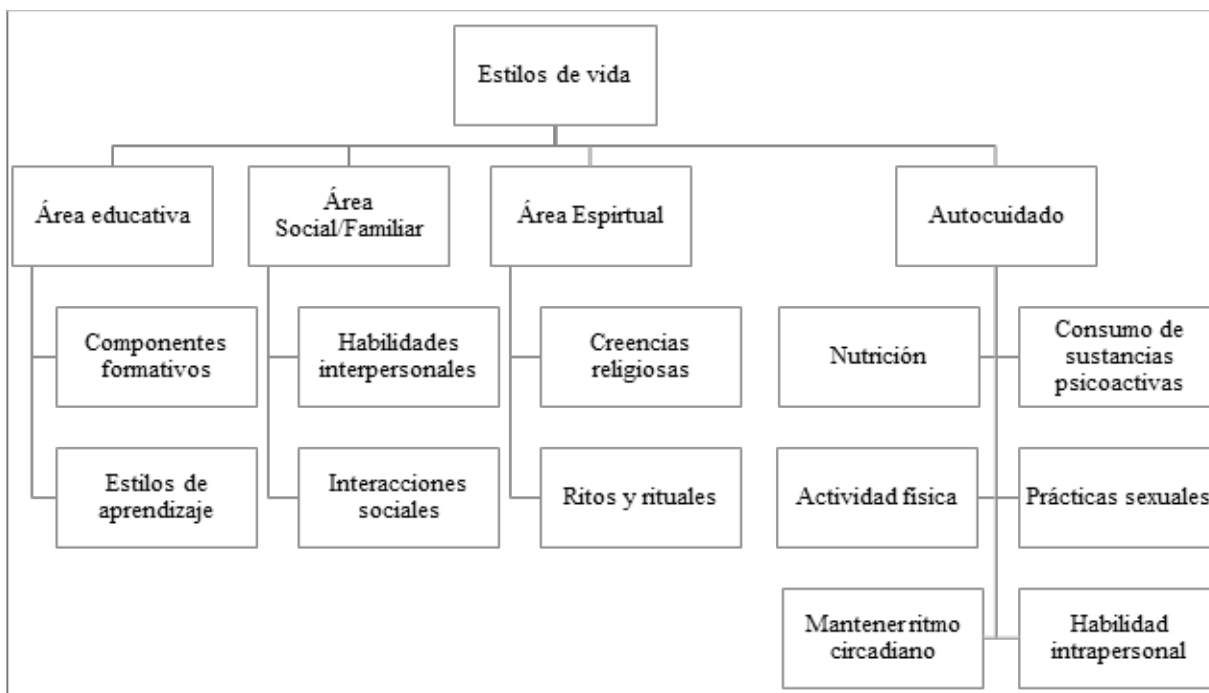 Estilos de vida
Área educativa
Área
Social/Familiar
Área Espirtual
Autocuidado
Componentes
formativos
Habilidades
interpersonales
Creencias
religiosas
Nutrición
Consumo de
sustancias
psicoactivas
Estilos de
aprendizaje
Interacciones
sociales
Ritos y rituales
Actividad física
Prácticas sexuales
Mantener ritmo
circadiano
Habilidad
intrapersonal